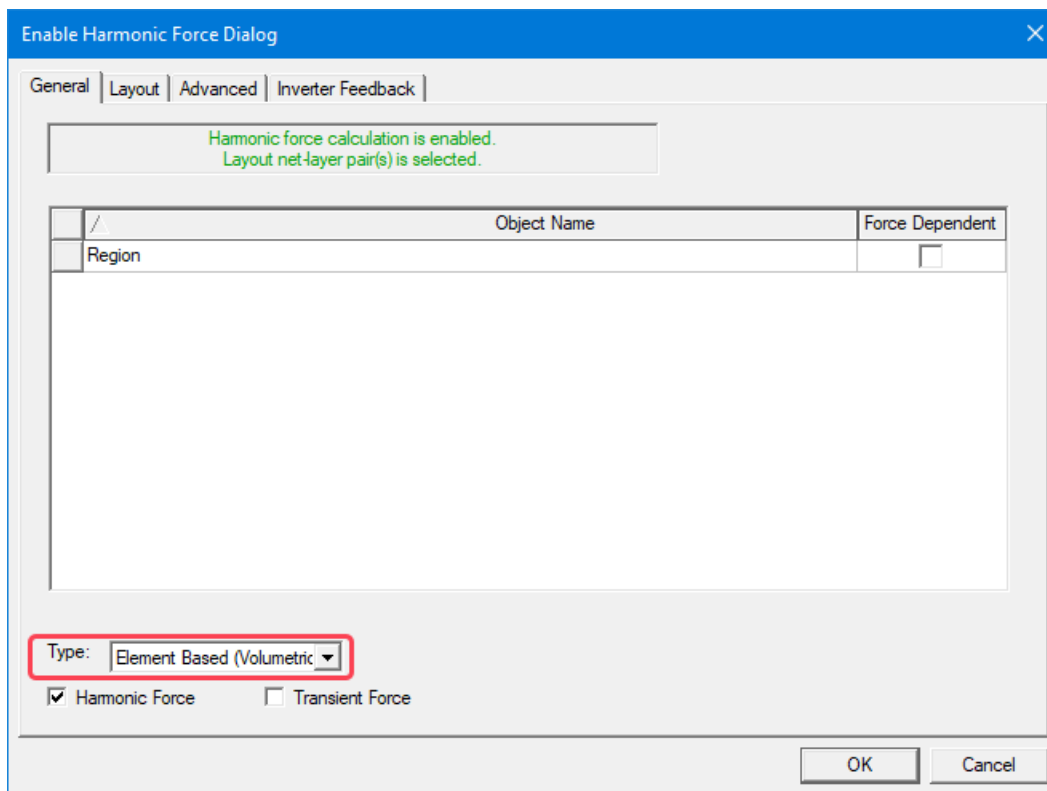 Enable Harmonic Force Dialog
General Layout Advanced Inverter Feedback
Harmonic force calculation is enabled.
Layout net-layer pair(s) is selected.
/ Object Name Force Dependent
Region
Type: Element Based (Volumetric
Harmonic Force Transient Force
OK Cancel